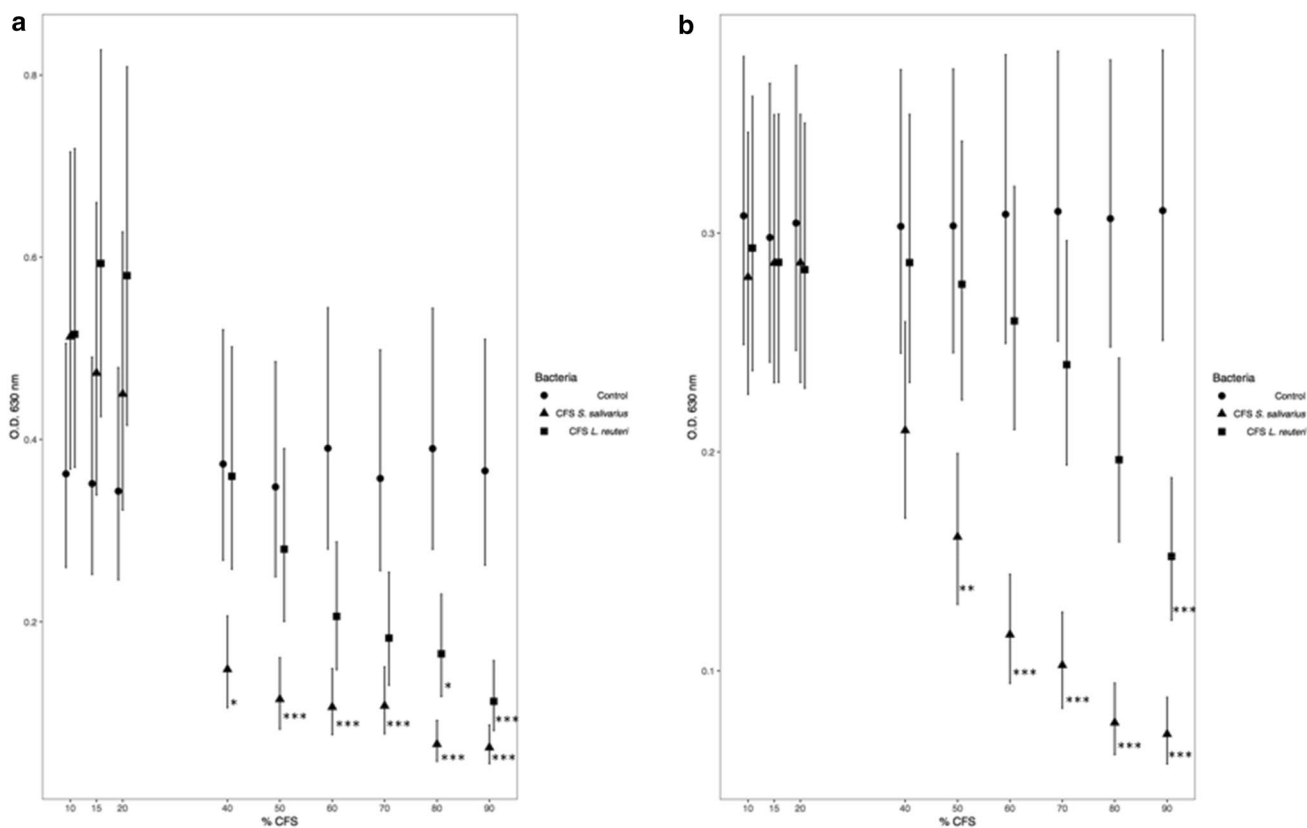 a
0.8
0.6
0.4
0.2
O.D. 630 nm
*
***
***
***
*
***
***
***
10 15 20 40 50 60 70 80 90
% CFS
Bacteria
Control
CFS S. salivarius
CFS L. reuteri
b
0.3
0.2
0.1
O.D. 630 nm
**
***
***
***
***
***
10 15 20 40 50 60 70 80 90
% CFS
Bacteria
Control
CFS S. salivarius
CFS L. reuteri